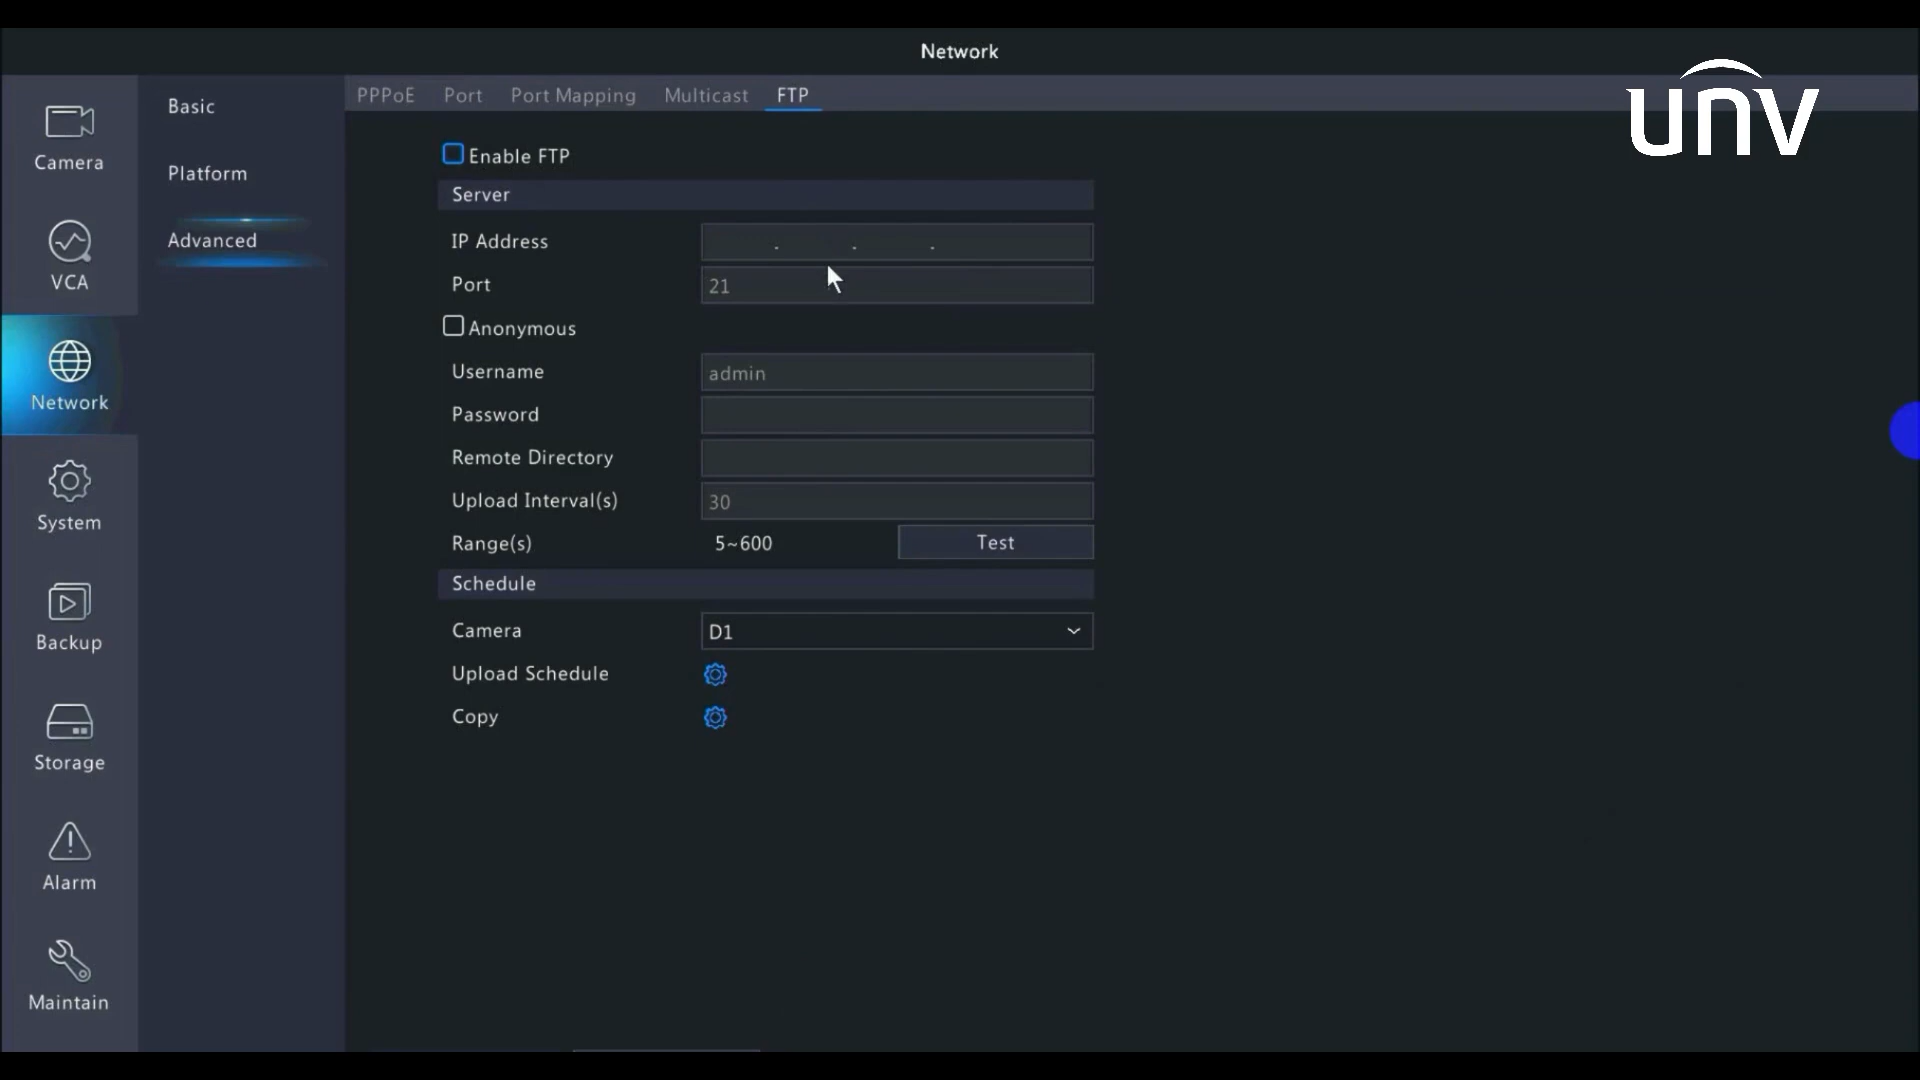 Network
unv
Camera
VCA
Network
System
Backup
Storage
Alarm
Maintain
Basic
Platform
Advanced
PPPoE Port Port Mapping Multicast FTP
Enable FTP
Server
IP Address . . .
Port 21
Anonymous
Username admin
Password
Remote Directory
Upload Interval(s) 30
Range(s) 5~600 Test
Schedule
Camera D1
Upload Schedule
Copy